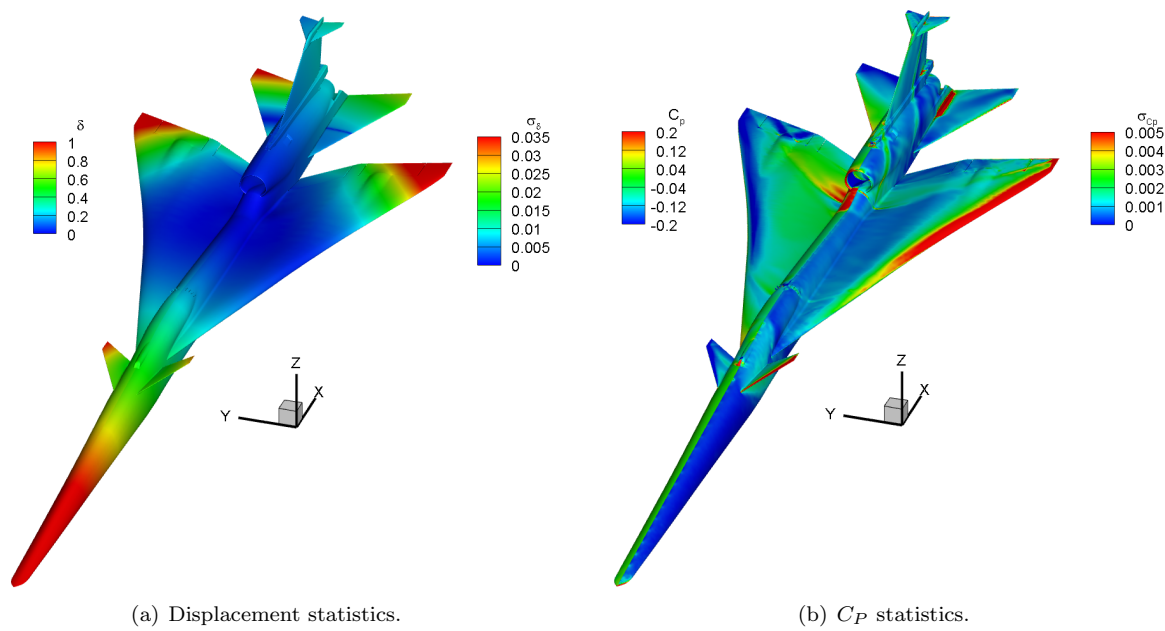 δ
1
0.8
0.6
0.4
0.2
0
σδ
0.035
0.03
0.025
0.02
0.015
0.01
0.005
0
Z
X
Y
Cp
0.2
0.12
0.04
-0.04
-0.12
-0.2
σCp
0.005
0.004
0.003
0.002
0.001
0
Z
X
Y
(a) Displacement statistics.
(b) CP statistics.